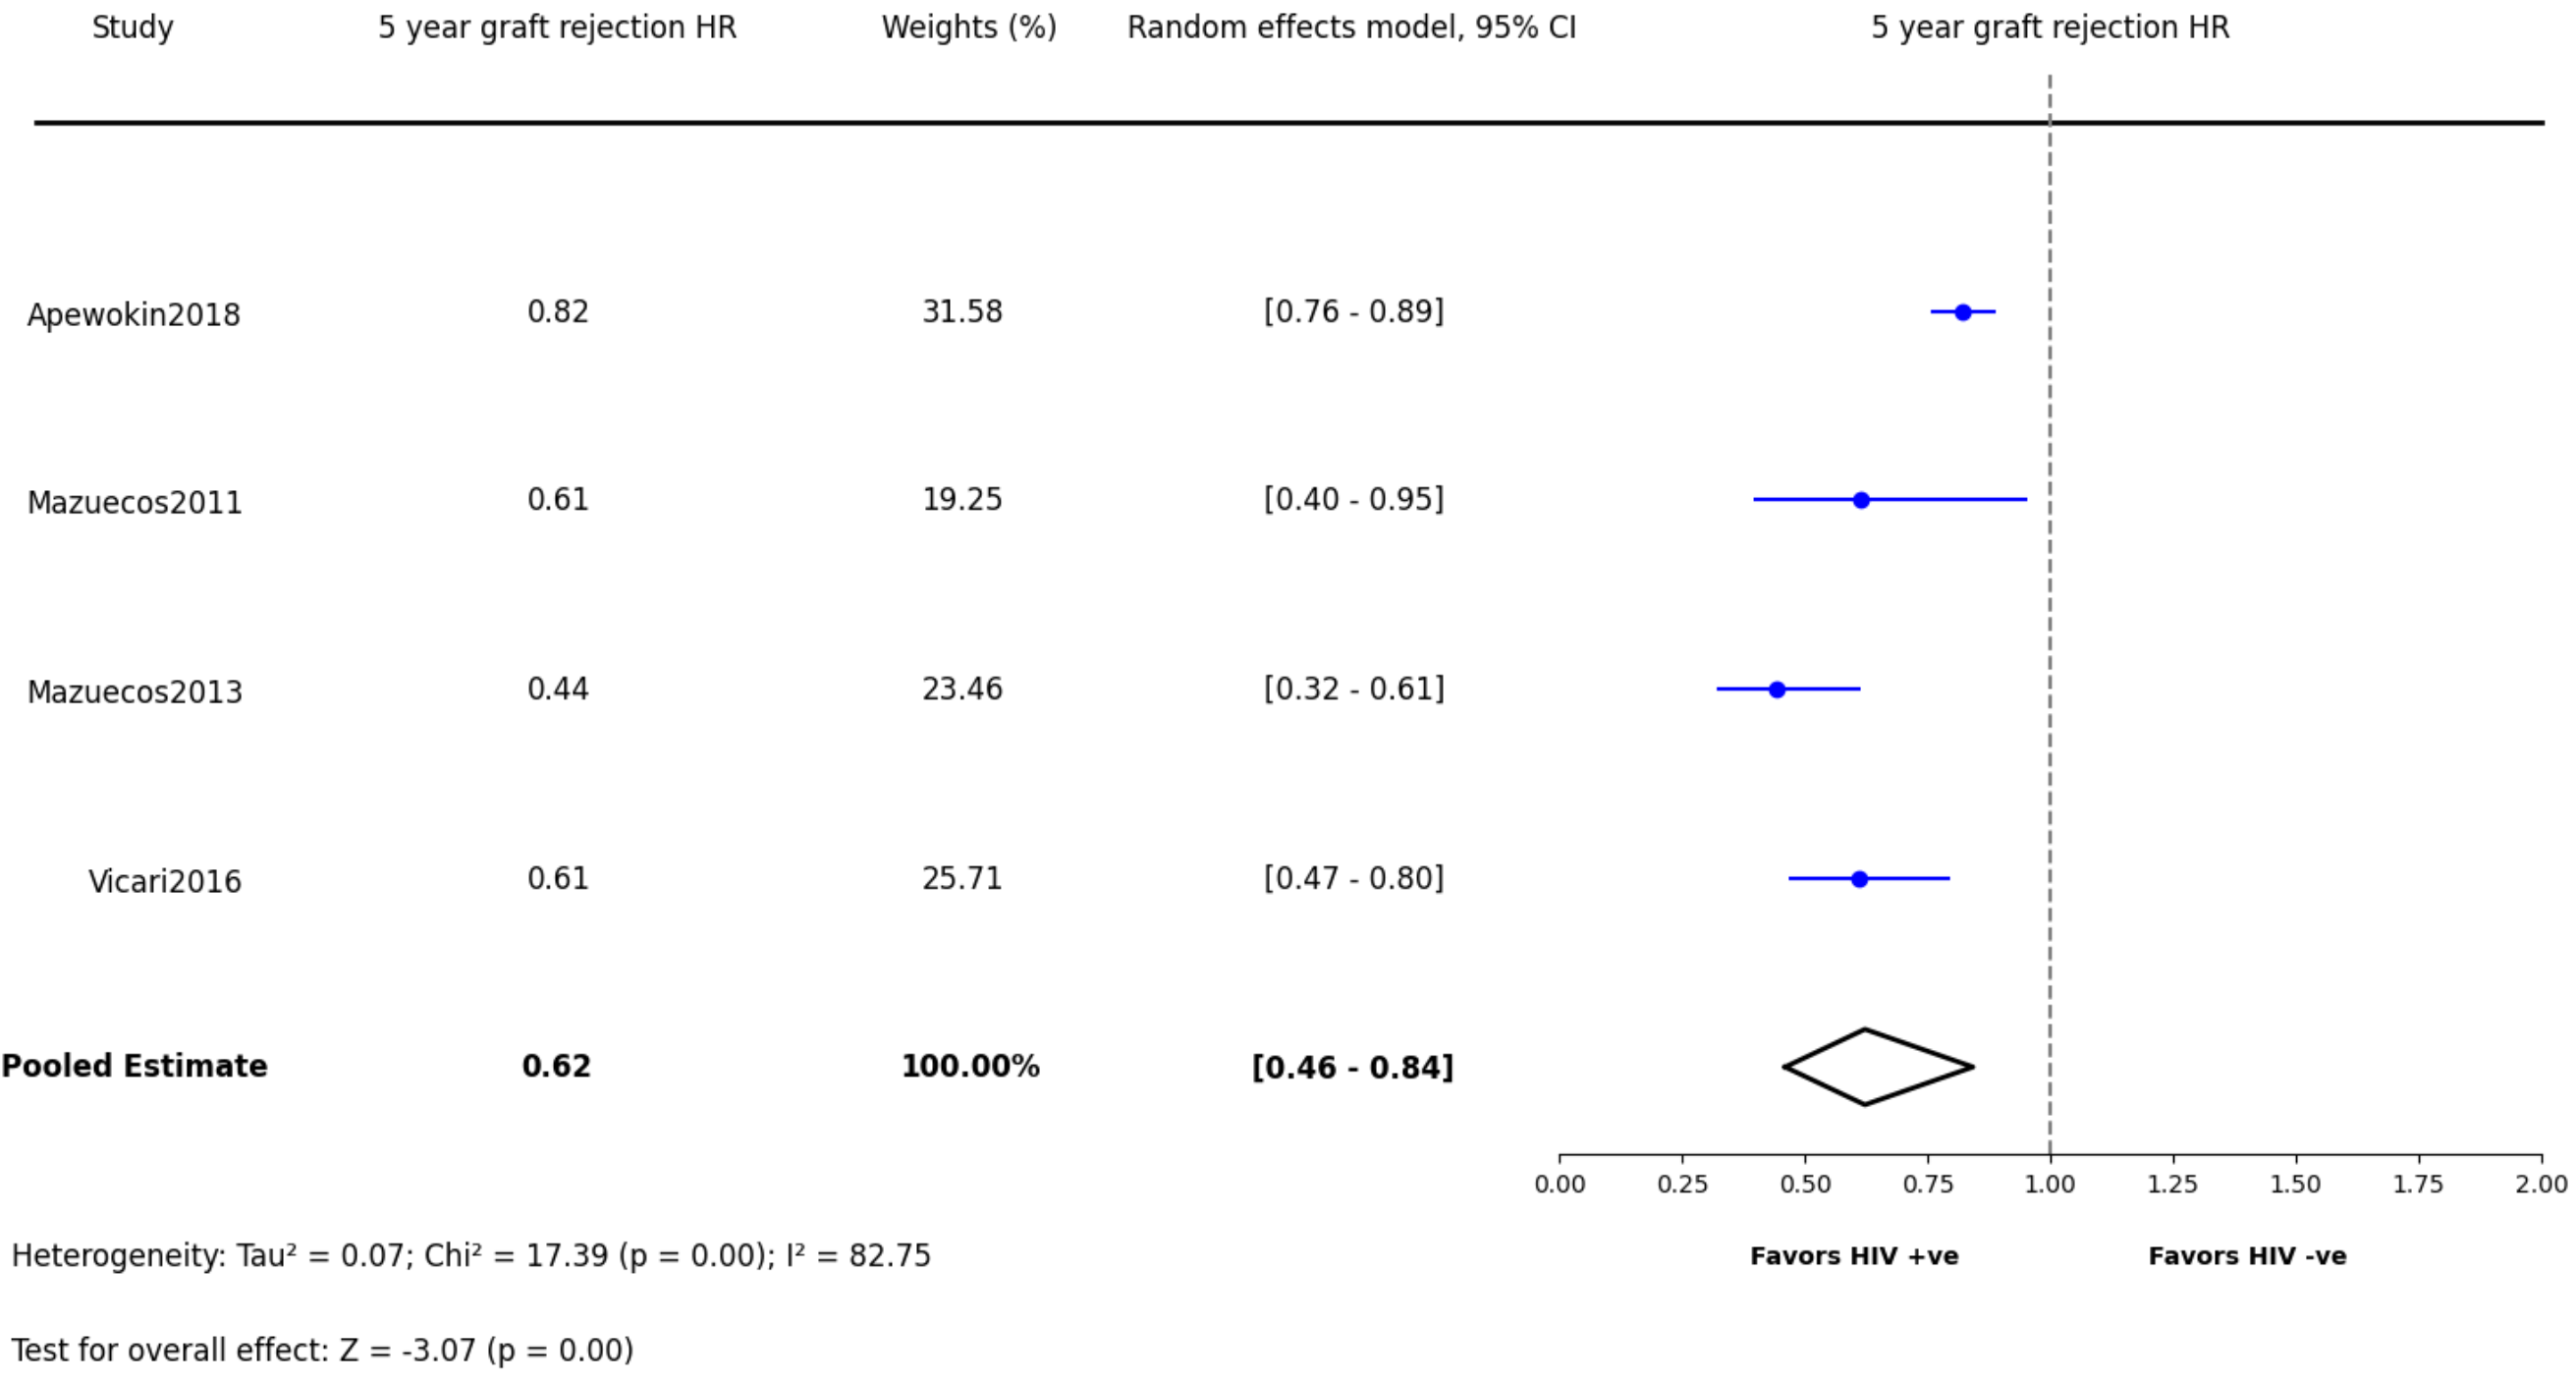 Study 5 year graft rejection HR Weights (%) Random effects model, 95% CI 5 year graft rejection HR
Apewokin2018 0.82 31.58 [0.76 - 0.89]
Mazuecos2011 0.61 19.25 [0.40 - 0.95]
Mazuecos2013 0.44 23.46 [0.32 - 0.61]
Vicari2016 0.61 25.71 [0.47 - 0.80]
Pooled Estimate 0.62 100.00% [0.46 - 0.84]
0.00 0.25 0.50 0.75 1.00 1.25 1.50 1.75 2.00
Heterogeneity: Tau² = 0.07; Chi² = 17.39 (p = 0.00); I² = 82.75 Favors HIV +ve Favors HIV -ve
Test for overall effect: Z = -3.07 (p = 0.00)